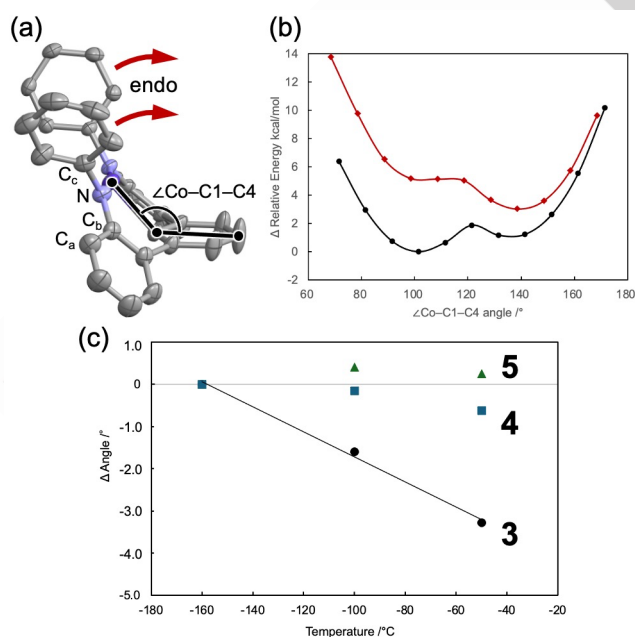 (a)
endo
∠Co–C1–C4
Cc
N
Cb
Ca
(b)
Δ Relative Energy kcal/mol
14
12
10
8
6
4
2
0
-2
60 80 100 120 140 160 180
∠Co–C1–C4 angle /°
(c)
Δ Angle /°
1.0
0
-1.0
-2.0
-3.0
-4.0
-5.0
5
4
3
-180 -160 -140 -120 -100 -80 -60 -40 -20
Temperature /°C